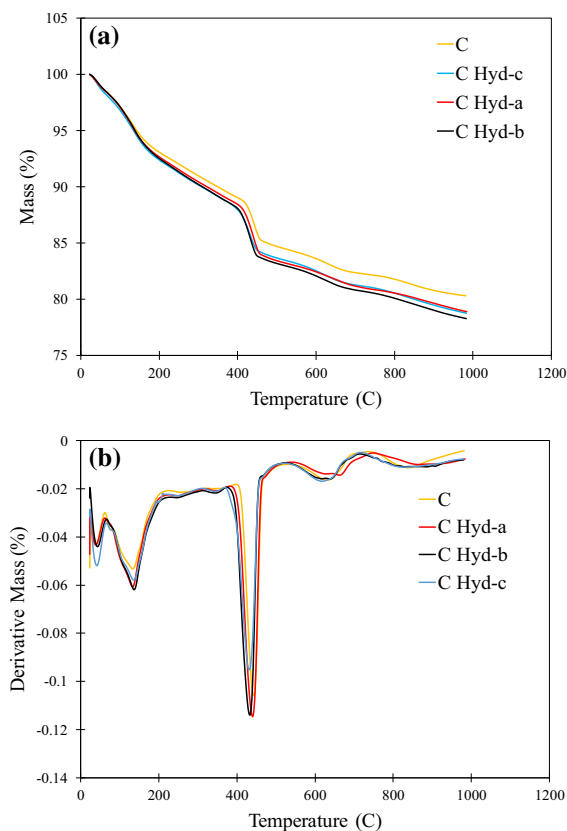 (a)
C
C Hyd-c
C Hyd-a
C Hyd-b
Mass (%)
100
95
90
85
80
75
0
200
400
600
800
1000
1200
Temperature (C)
(b)
C
C Hyd-a
C Hyd-b
C Hyd-c
Derivative Mass (%)
0
-0.02
-0.04
-0.06
-0.08
-0.1
-0.12
-0.14
0
200
400
600
800
1000
1200
Temperature (C)